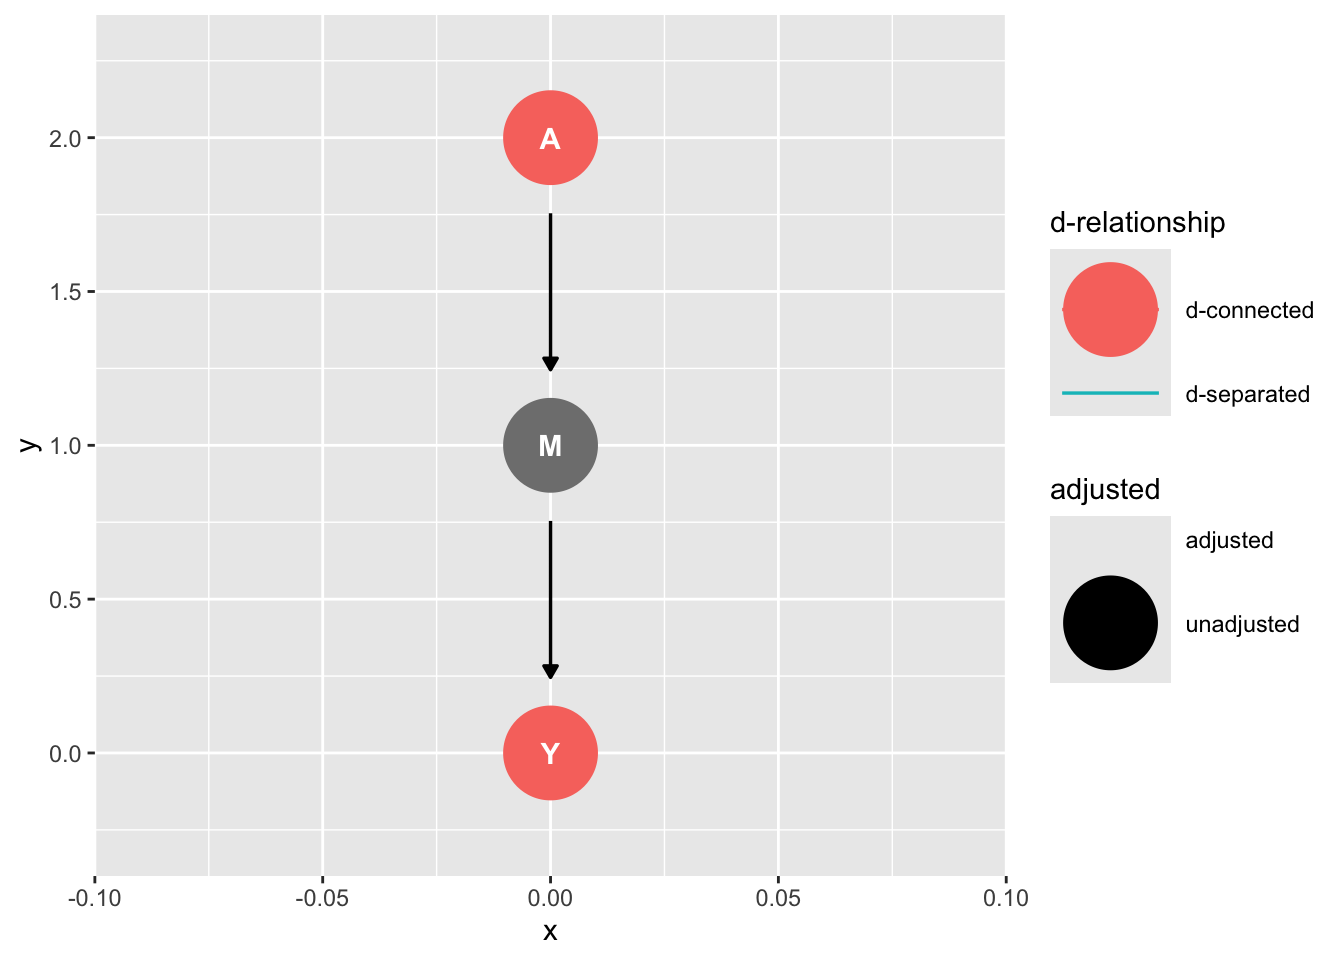 2.0
1.5
1.0
0.5
0.0
y
A
M
Y
-0.10
-0.05
0.00
0.05
0.10
x
d-relationship
d-connected
d-separated
adjusted
adjusted
unadjusted